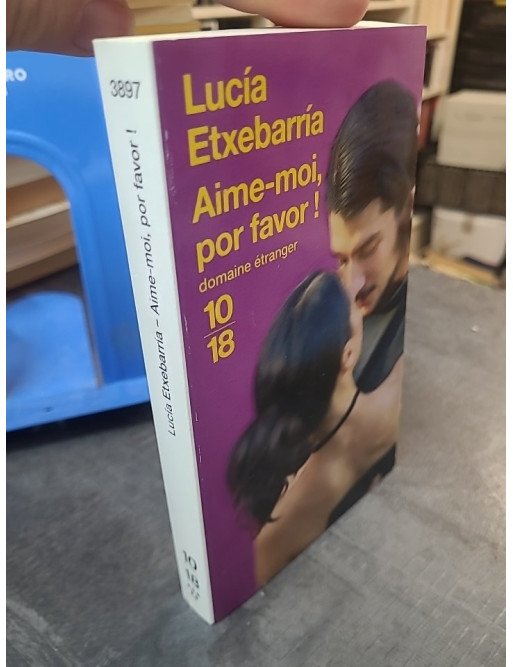 RO
3897
Lucía Etxebarría – Aime-moi, por favor !
10
18
Lucía
Etxebarría
Aime-moi,
por favor !
domaine étranger
10
18